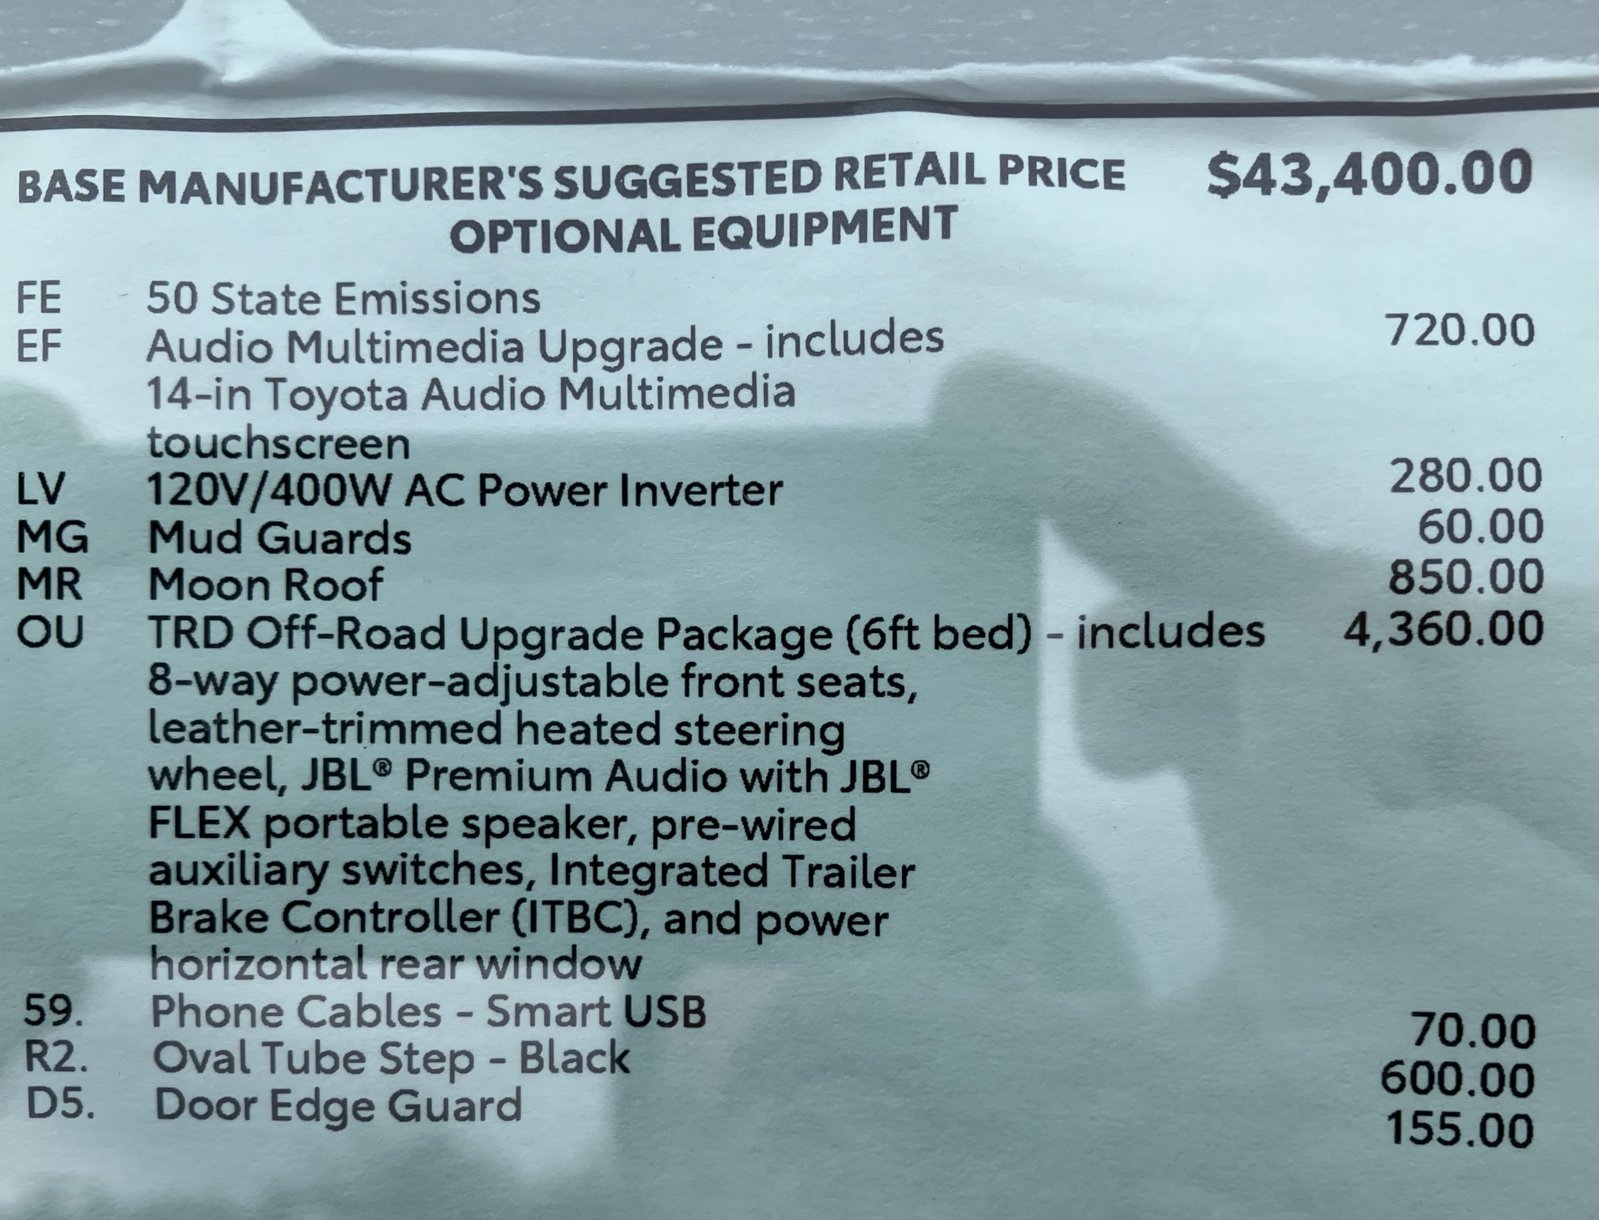 BASE MANUFACTURER'S SUGGESTED RETAIL PRICE $43,400.00
OPTIONAL EQUIPMENT
FE 50 State Emissions
EF Audio Multimedia Upgrade - includes 720.00
14-in Toyota Audio Multimedia
touchscreen
LV 120V/400W AC Power Inverter 280.00
MG Mud Guards 60.00
MR Moon Roof 850.00
OU TRD Off-Road Upgrade Package (6ft bed) - includes 4,360.00
8-way power-adjustable front seats,
leather-trimmed heated steering
wheel, JBL® Premium Audio with JBL®
FLEX portable speaker, pre-wired
auxiliary switches, Integrated Trailer
Brake Controller (ITBC), and power
horizontal rear window
59. Phone Cables - Smart USB 70.00
R2. Oval Tube Step - Black 600.00
D5. Door Edge Guard 155.00